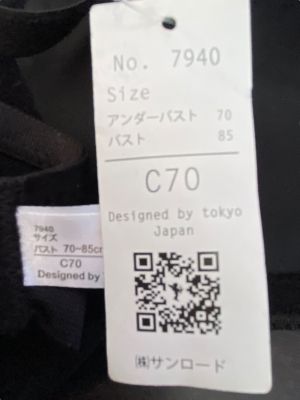 No. 7940
Size
アンダーバスト 70
バスト 85
C70
Designed by tokyo
Japan
㈱サンロード
7940
サイズ
バスト 70~85cm
C70
Designed by